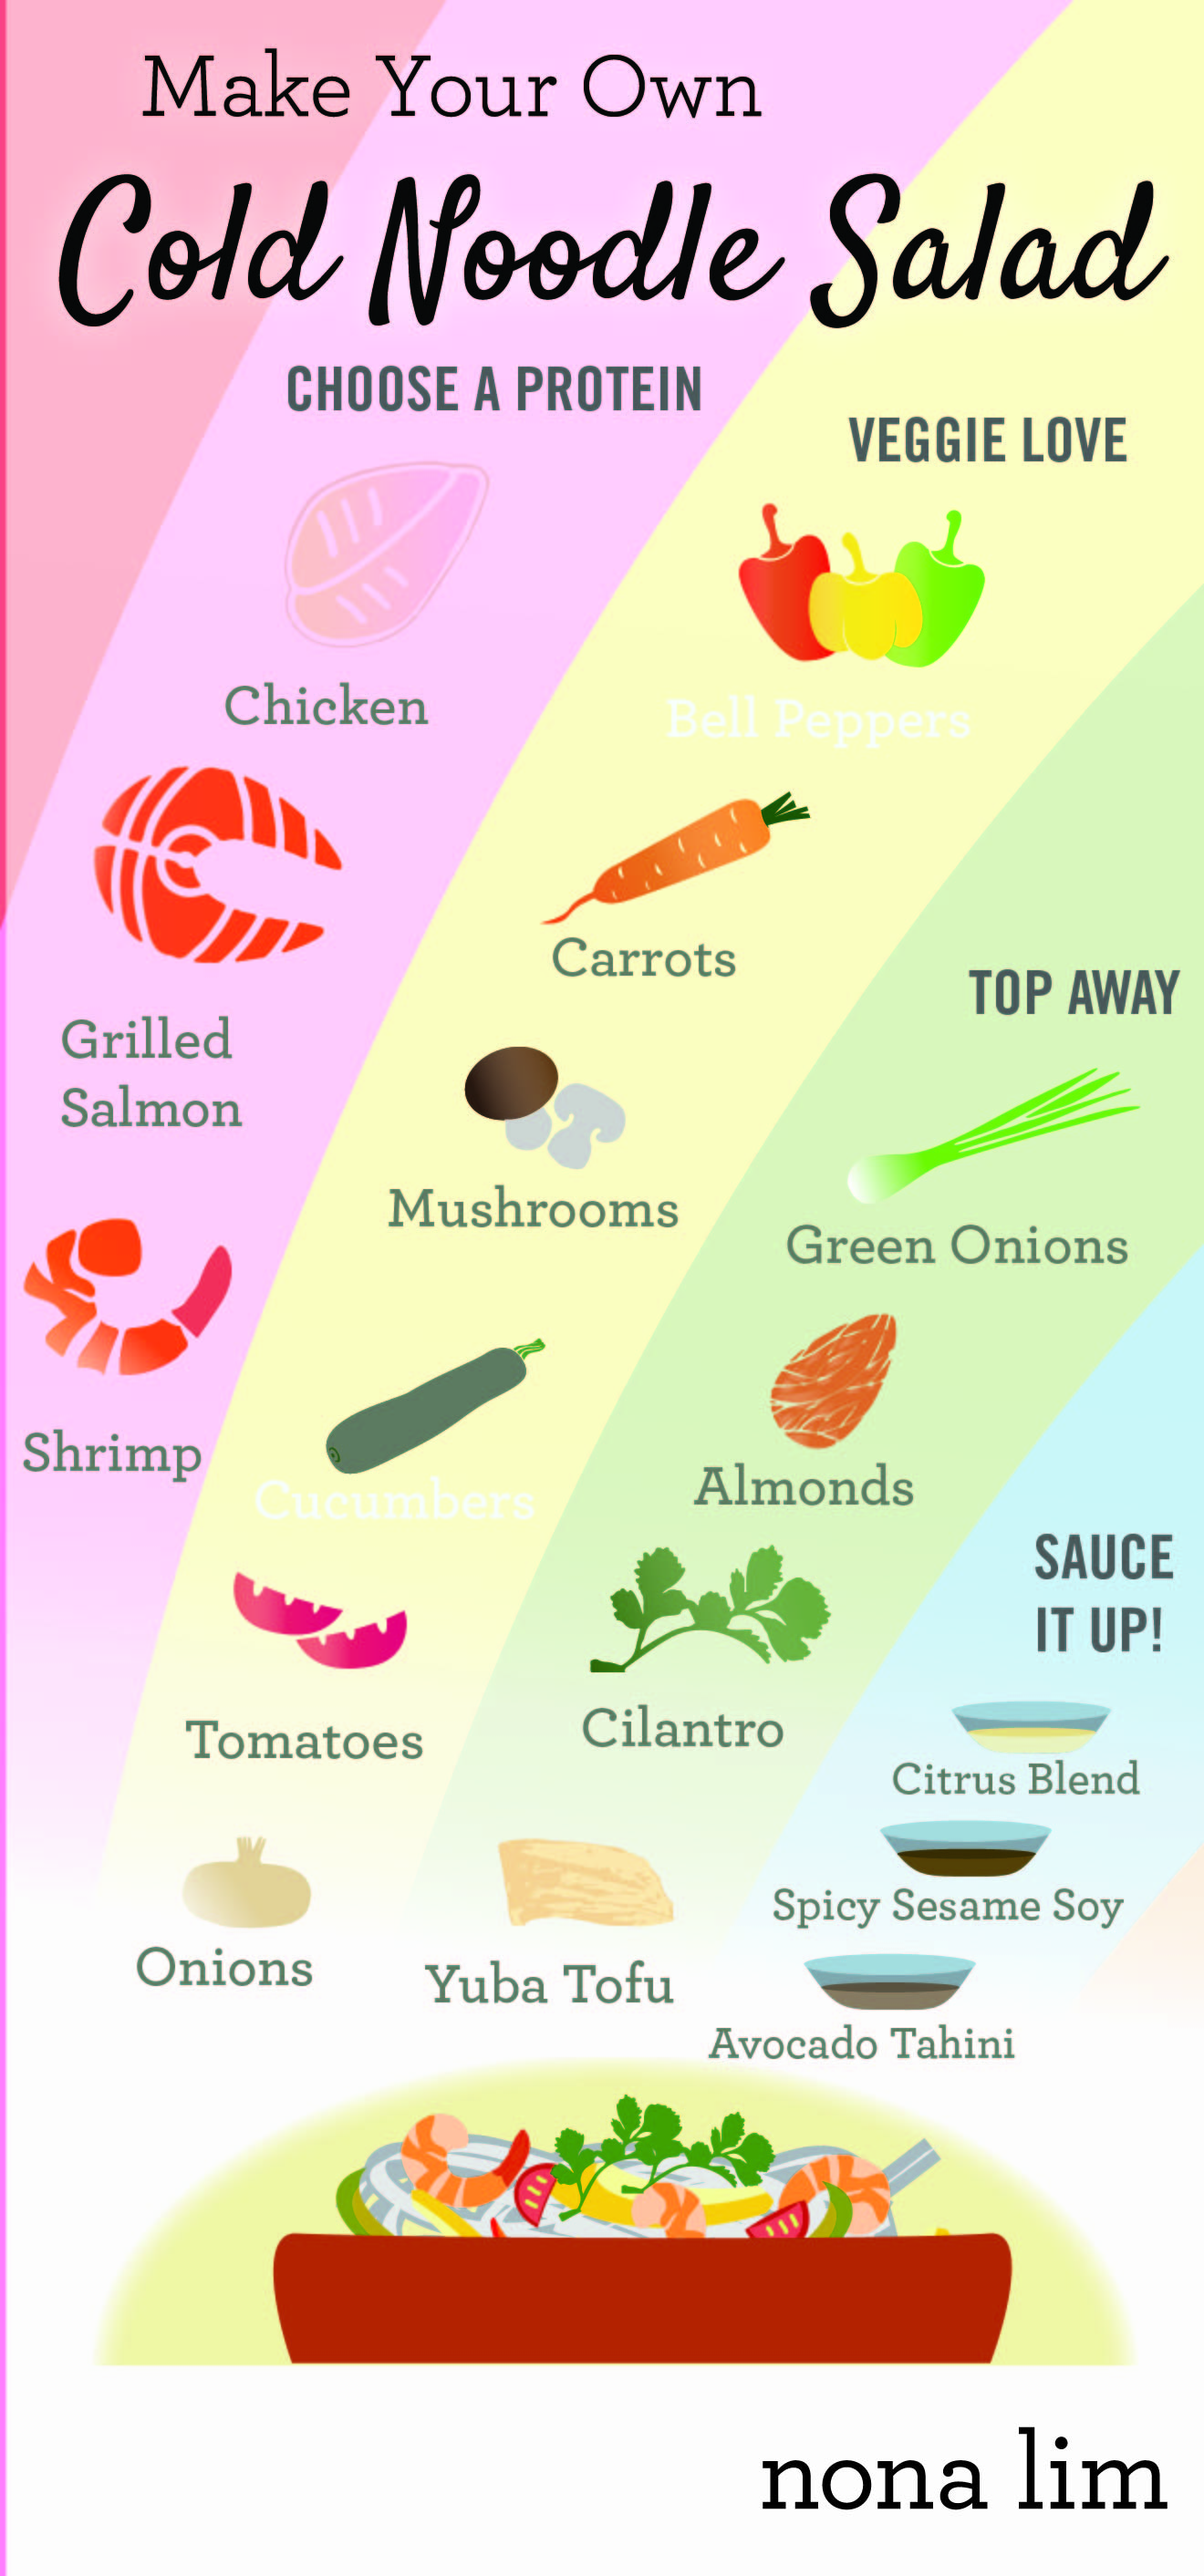 Make Your Own
Cold Noodle Salad
CHOOSE A PROTEIN
Chicken
Grilled
Salmon
Shrimp
VEGGIE LOVE
Bell Peppers
Carrots
Mushrooms
Cucumbers
Tomatoes
Onions
TOP AWAY
Green Onions
Almonds
Cilantro
Yuba Tofu
SAUCE
IT UP!
Citrus Blend
Spicy Sesame Soy
Avocado Tahini
nona lim